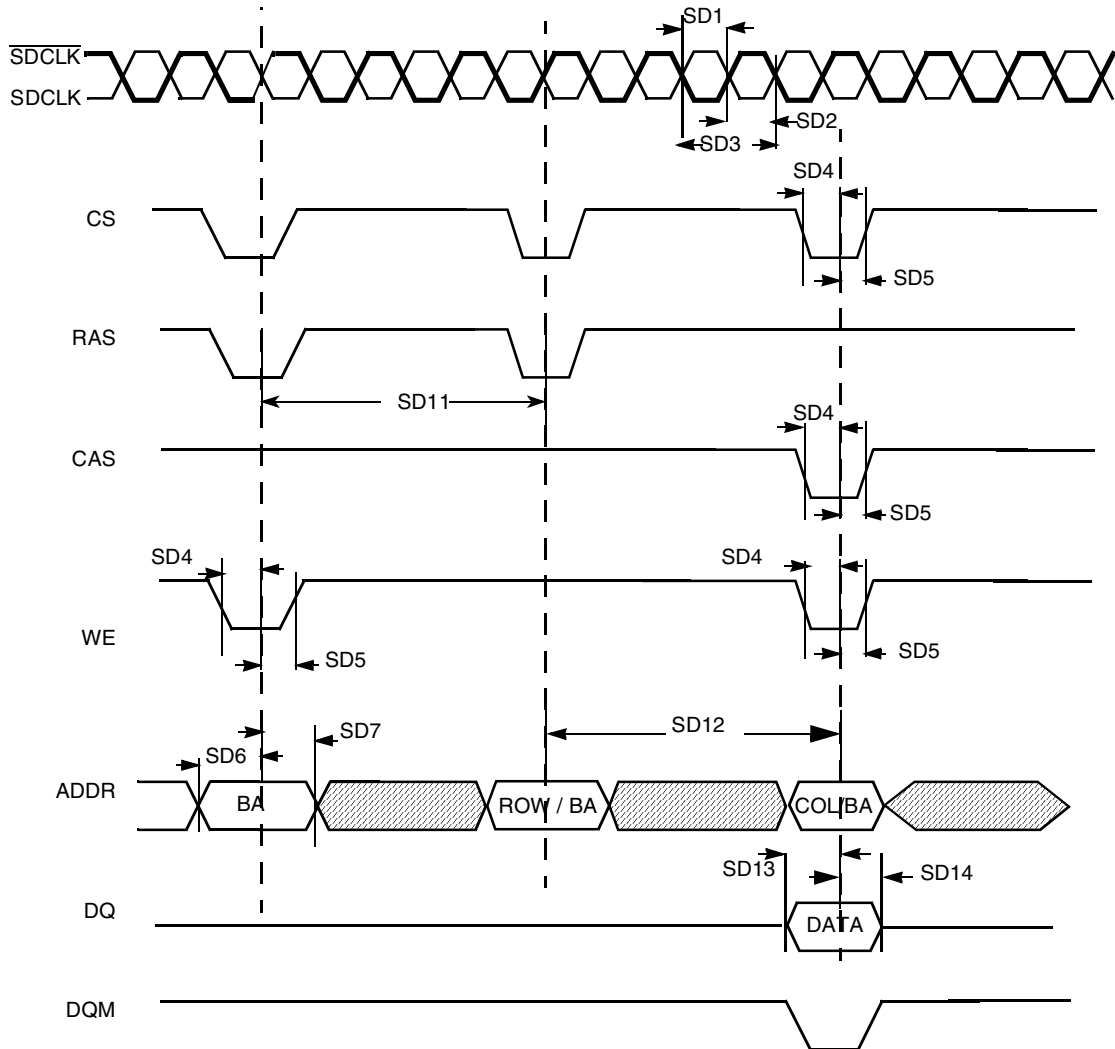 SD1
SDCLK
SDCLK
SD2
SD3
SD4
CS
SD5
RAS
SD11
SD4
CAS
SD5
SD4
SD4
WE
SD5
SD5
SD7
SD12
SD6
ADDR
BA
ROW / BA
COL/BA
SD13
SD14
DQ
DATA
DQM